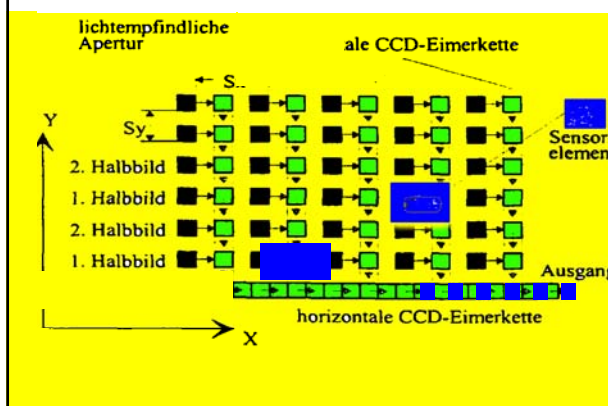 lichtempfindliche
Apertur
ale CCD-Eimerkette
S
Y
Sy
Sensor
element
2. Halbbild
1. Halbbild
2. Halbbild
1. Halbbild
Ausgang
horizontale CCD-Eimerkette
X